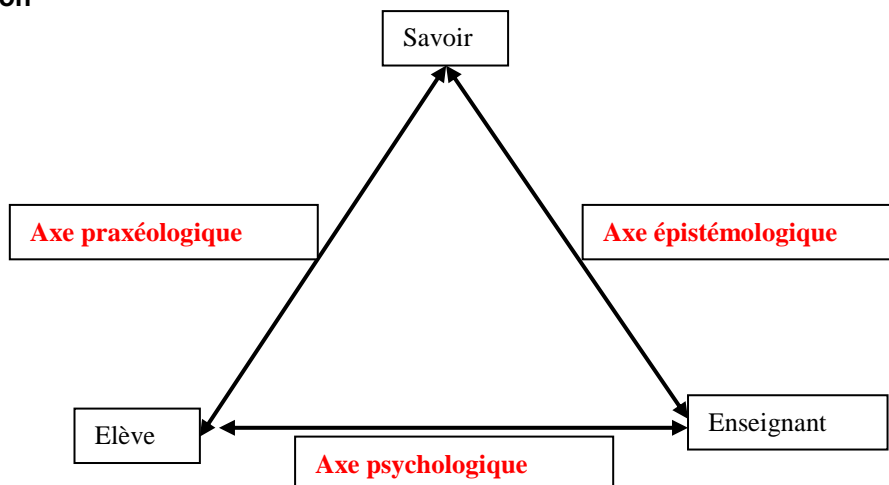 on
Savoir
Axe praxéologique
Axe épistémologique
Elève
Enseignant
Axe psychologique